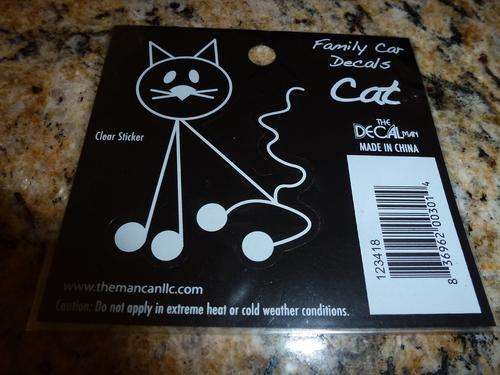 Family Car
Decals
Cat
THE
DECALMAN
MADE IN CHINA
Clear Sticker
123418
8 36962 00301 4
www.themancanllc.com
Caution: Do not apply in extreme heat or cold weather conditions.